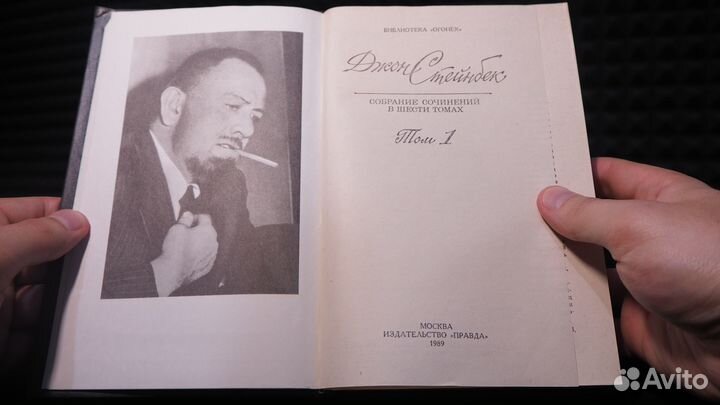 БИБЛИОТЕКА «ОГОНЕК»
Джон Стейнбек
СОБРАНИЕ СОЧИНЕНИЙ
В ШЕСТИ ТОМАХ
Том 1
МОСКВА
ИЗДАТЕЛЬСТВО «ПРАВДА»
1989
Avito